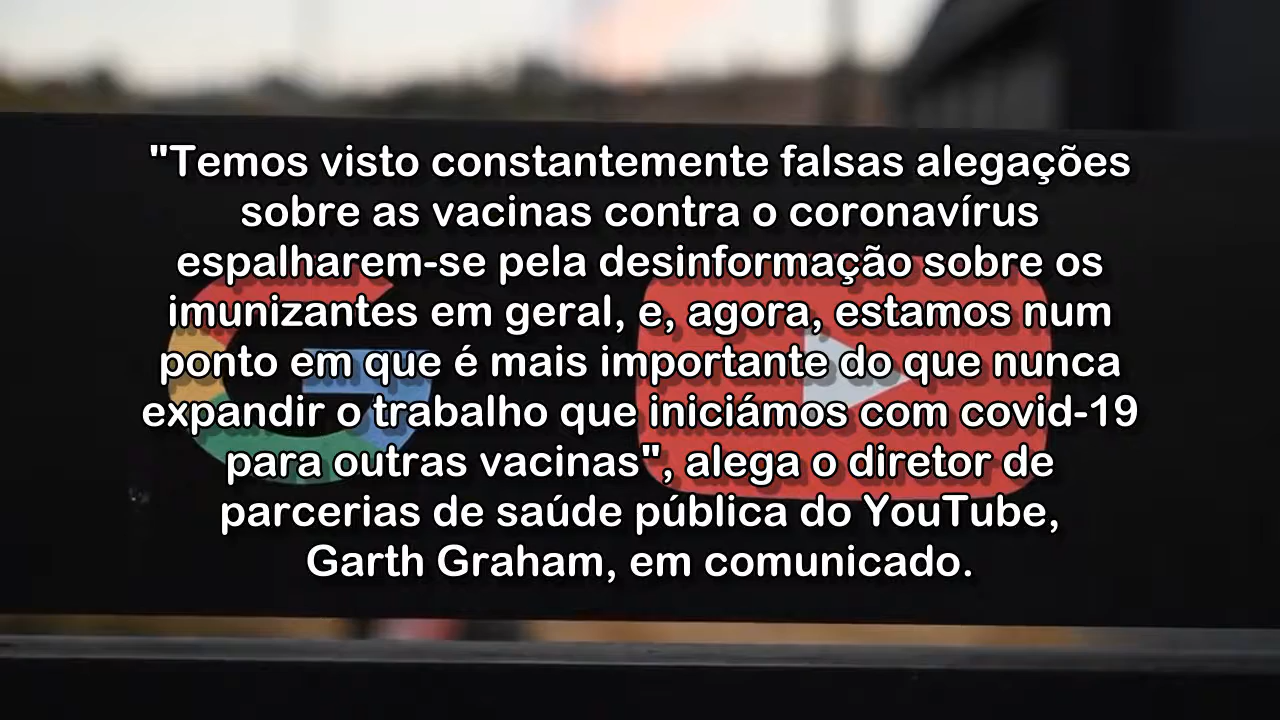 "Temos visto constantemente falsas alegações
sobre as vacinas contra o coronavírus
espalharem-se pela desinformação sobre os
imunizantes em geral, e, agora, estamos num
ponto em que é mais importante do que nunca
expandir o trabalho que iniciámos com covid-19
para outras vacinas", alega o diretor de
parcerias de saúde pública do YouTube,
Garth Graham, em comunicado.